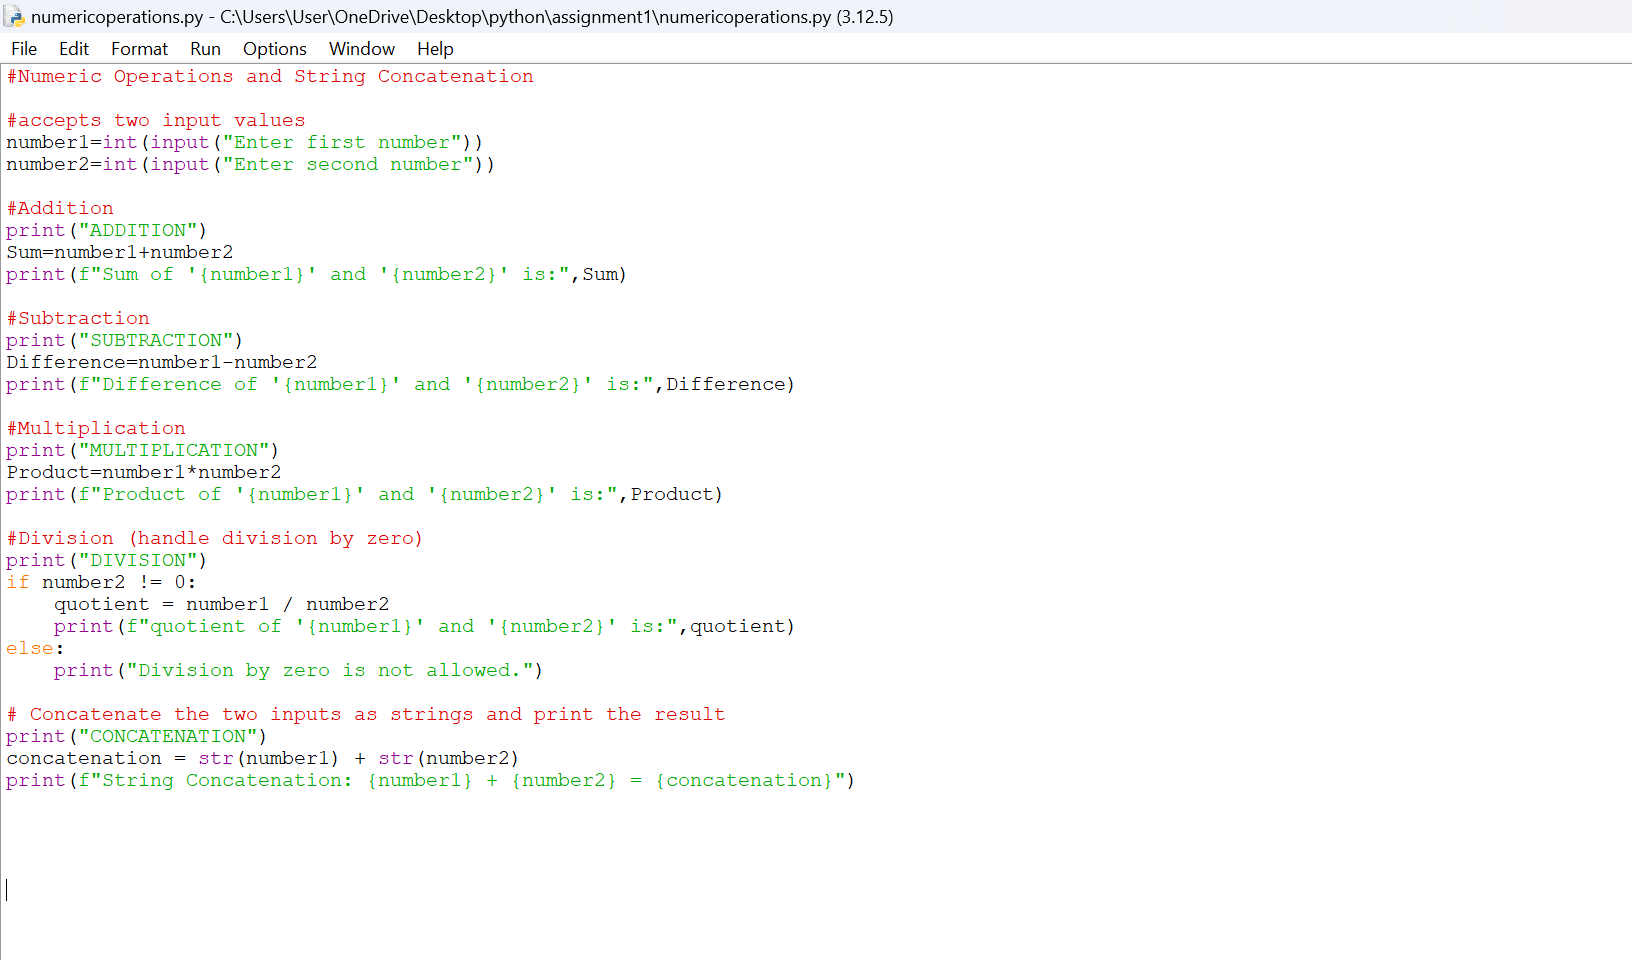 numericoperations.py - C:\Users\User\OneDrive\Desktop\python\assignment1\numericoperations.py (3.12.5)
File Edit Format Run Options Window Help
#Numeric Operations and String Concatenation

#accepts two input values
number1=int(input("Enter first number"))
number2=int(input("Enter second number"))

#Addition
print("ADDITION")
Sum=number1+number2
print(f"Sum of '{number1}' and '{number2}' is:",Sum)

#Subtraction
print("SUBTRACTION")
Difference=number1-number2
print(f"Difference of '{number1}' and '{number2}' is:",Difference)

#Multiplication
print("MULTIPLICATION")
Product=number1*number2
print(f"Product of '{number1}' and '{number2}' is:",Product)

#Division (handle division by zero)
print("DIVISION")
if number2 != 0:
    quotient = number1 / number2
    print(f"quotient of '{number1}' and '{number2}' is:",quotient)
else:
    print("Division by zero is not allowed.")

# Concatenate the two inputs as strings and print the result
print("CONCATENATION")
concatenation = str(number1) + str(number2)
print(f"String Concatenation: {number1} + {number2} = {concatenation}")